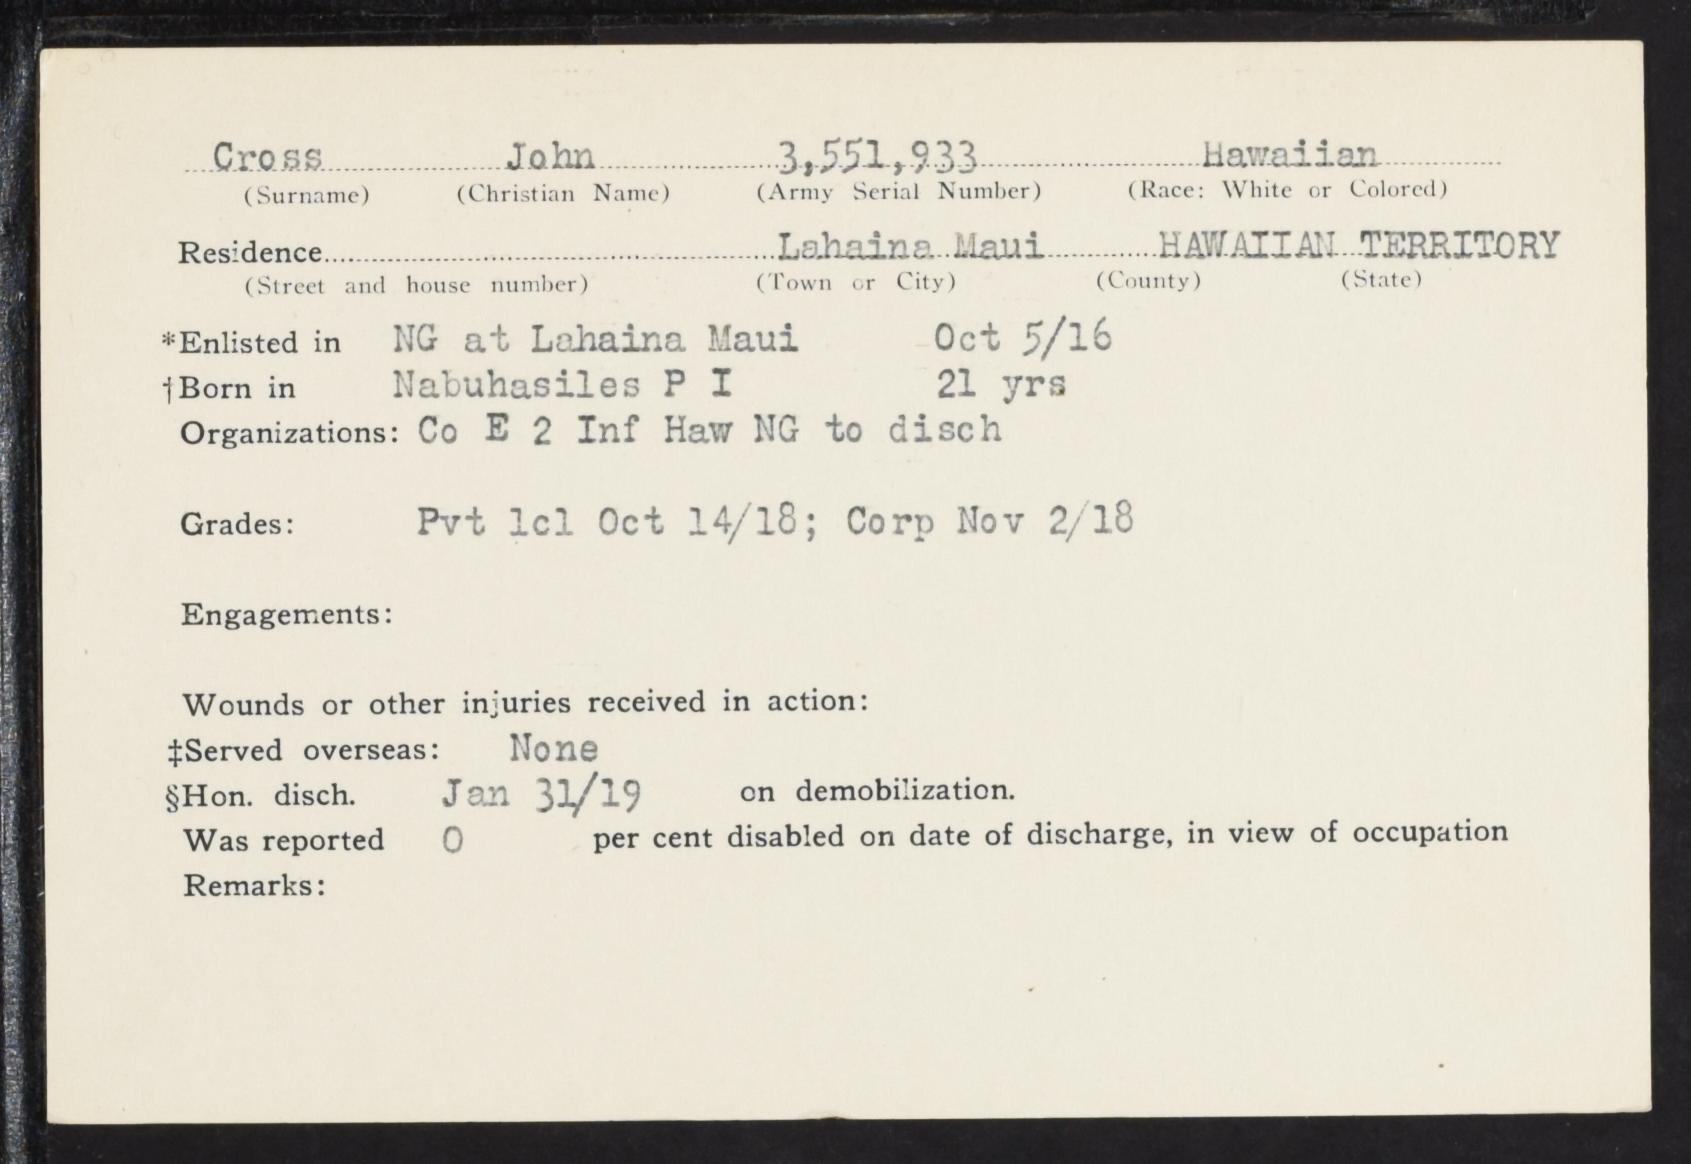 Cross John 3,551,933 Hawaiian
(Surname) (Christian Name) (Army Serial Number) (Race: White or Colored)
Residence Lahaina Maui HAWAIIAN TERRITORY
(Street and house number) (Town or City) (County) (State)
*Enlisted in NG at Lahaina Maui Oct 5/16
†Born in Nabuhasiles P I 21 yrs
Organizations: Co E 2 Inf Haw NG to disch
Grades: Pvt 1cl Oct 14/18; Corp Nov 2/18
Engagements:
Wounds or other injuries received in action:
‡Served overseas: None
§Hon. disch. Jan 31/19 on demobilization.
Was reported 0 per cent disabled on date of discharge, in view of occupation
Remarks: